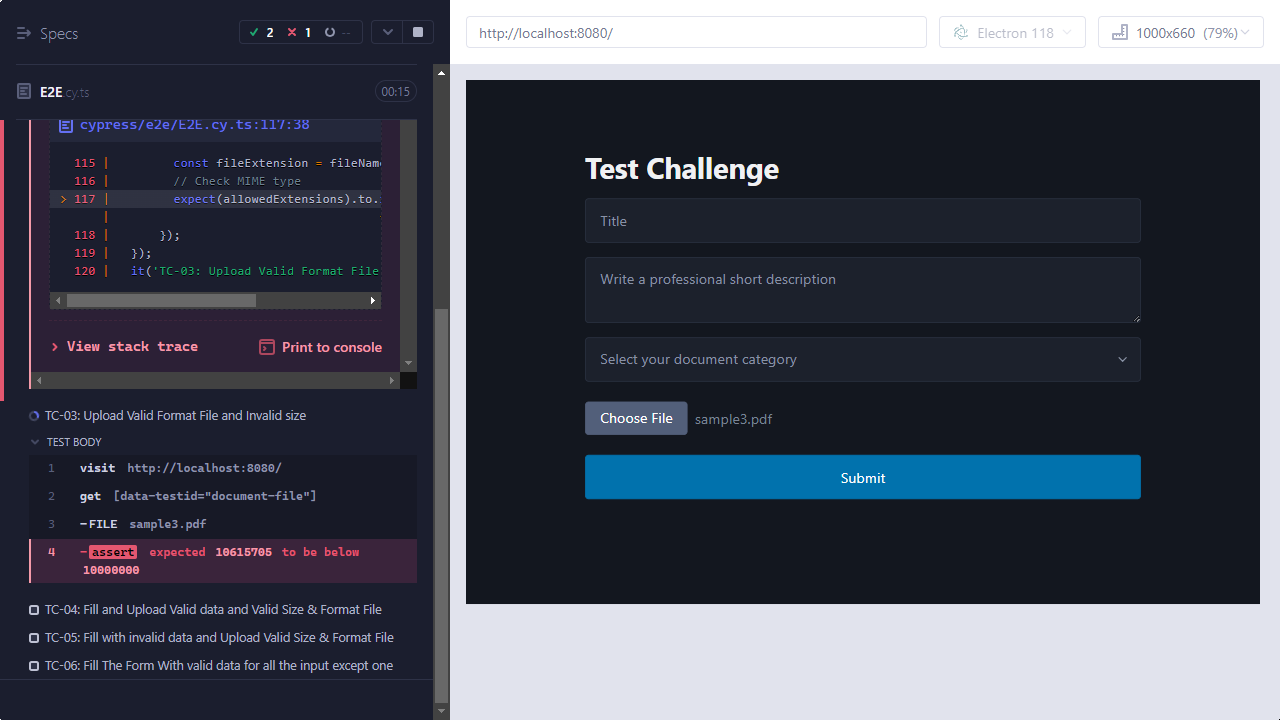 Specs
2
1
--
E2E.cy.ts
00:15
cypress/e2e/E2E.cy.ts:117:38
115 | const fileExtension = fileNam
116 | // Check MIME type
> 117 | expect(allowedExtensions).to.
|
118 | });
119 | });
120 | it('TC-03: Upload Valid Format File
> View stack trace
Print to console
TC-03: Upload Valid Format File and Invalid size
TEST BODY
1 visit http://localhost:8080/
2 get [data-testid="document-file"]
3 -FILE sample3.pdf
4 -assert expected 10615705 to be below
10000000
TC-04: Fill and Upload Valid data and Valid Size & Format File
TC-05: Fill with invalid data and Upload Valid Size & Format File
TC-06: Fill The Form With valid data for all the input except one
http://localhost:8080/
Electron 118
1000x660 (79%)
Test Challenge
Title
Write a professional short description
Select your document category
Choose File sample3.pdf
Submit